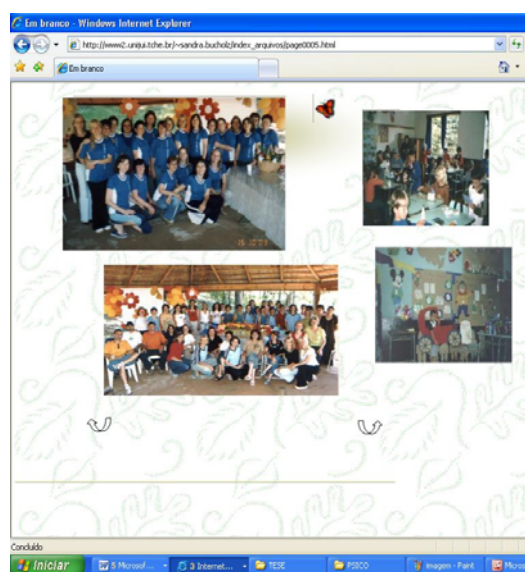 Em branco - Windows Internet Explorer
http://www2.unijui.tche.br/~sandra.bucholz/index_arquivos/page0005.html
Em branco
Concluído
Iniciar
5 Microsof...
3 Internet...
TESE
PSICO
imagem - Paint
Micros